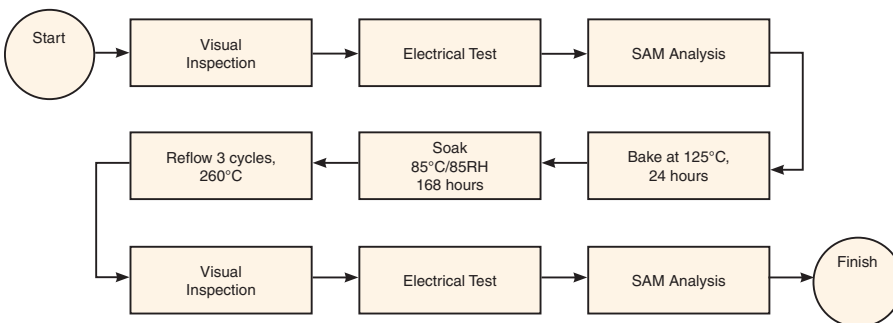 Start
Visual
Inspection
Electrical Test
SAM Analysis
Reflow 3 cycles,
260°C
Soak
85°C/85RH
168 hours
Bake at 125°C,
24 hours
Visual
Inspection
Electrical Test
SAM Analysis
Finish